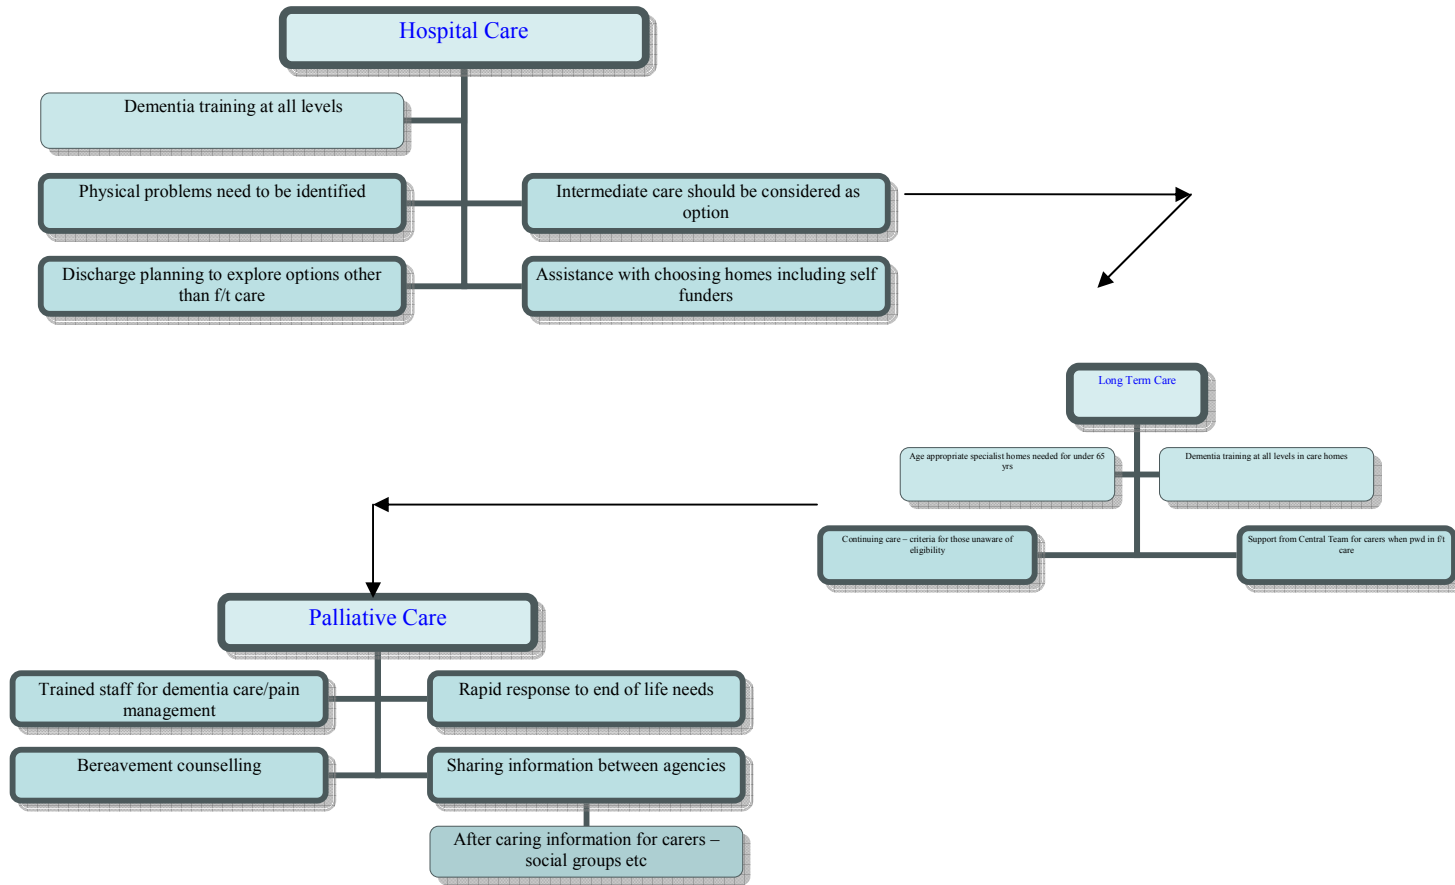 Hospital Care
Dementia training at all levels
Physical problems need to be identified
Intermediate care should be considered as
option
Discharge planning to explore options other
than f/t care
Assistance with choosing homes including self
funders
Long Term Care
Age appropriate specialist homes needed for under 65
yrs
Dementia training at all levels in care homes
Continuing care – criteria for those unaware of
eligibility
Support from Central Team for carers when pwd in f/t
care
Palliative Care
Trained staff for dementia care/pain
management
Rapid response to end of life needs
Bereavement counselling
Sharing information between agencies
After caring information for carers –
social groups etc